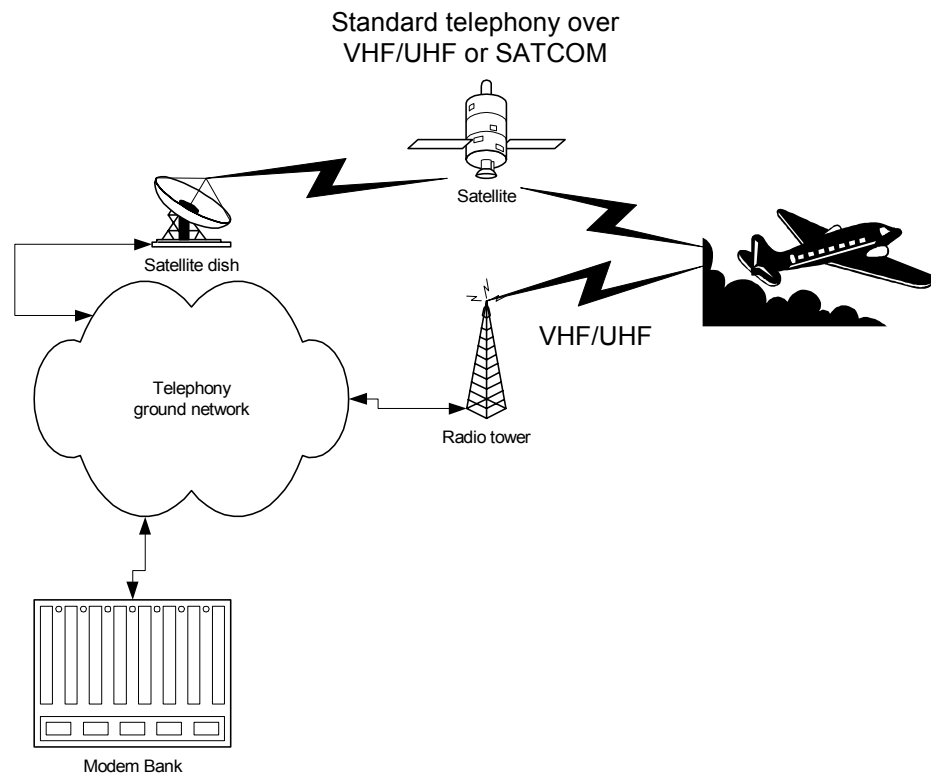 Standard telephony over
VHF/UHF or SATCOM
Satellite
Satellite dish
VHF/UHF
Telephony
ground network
Radio tower
Modem Bank